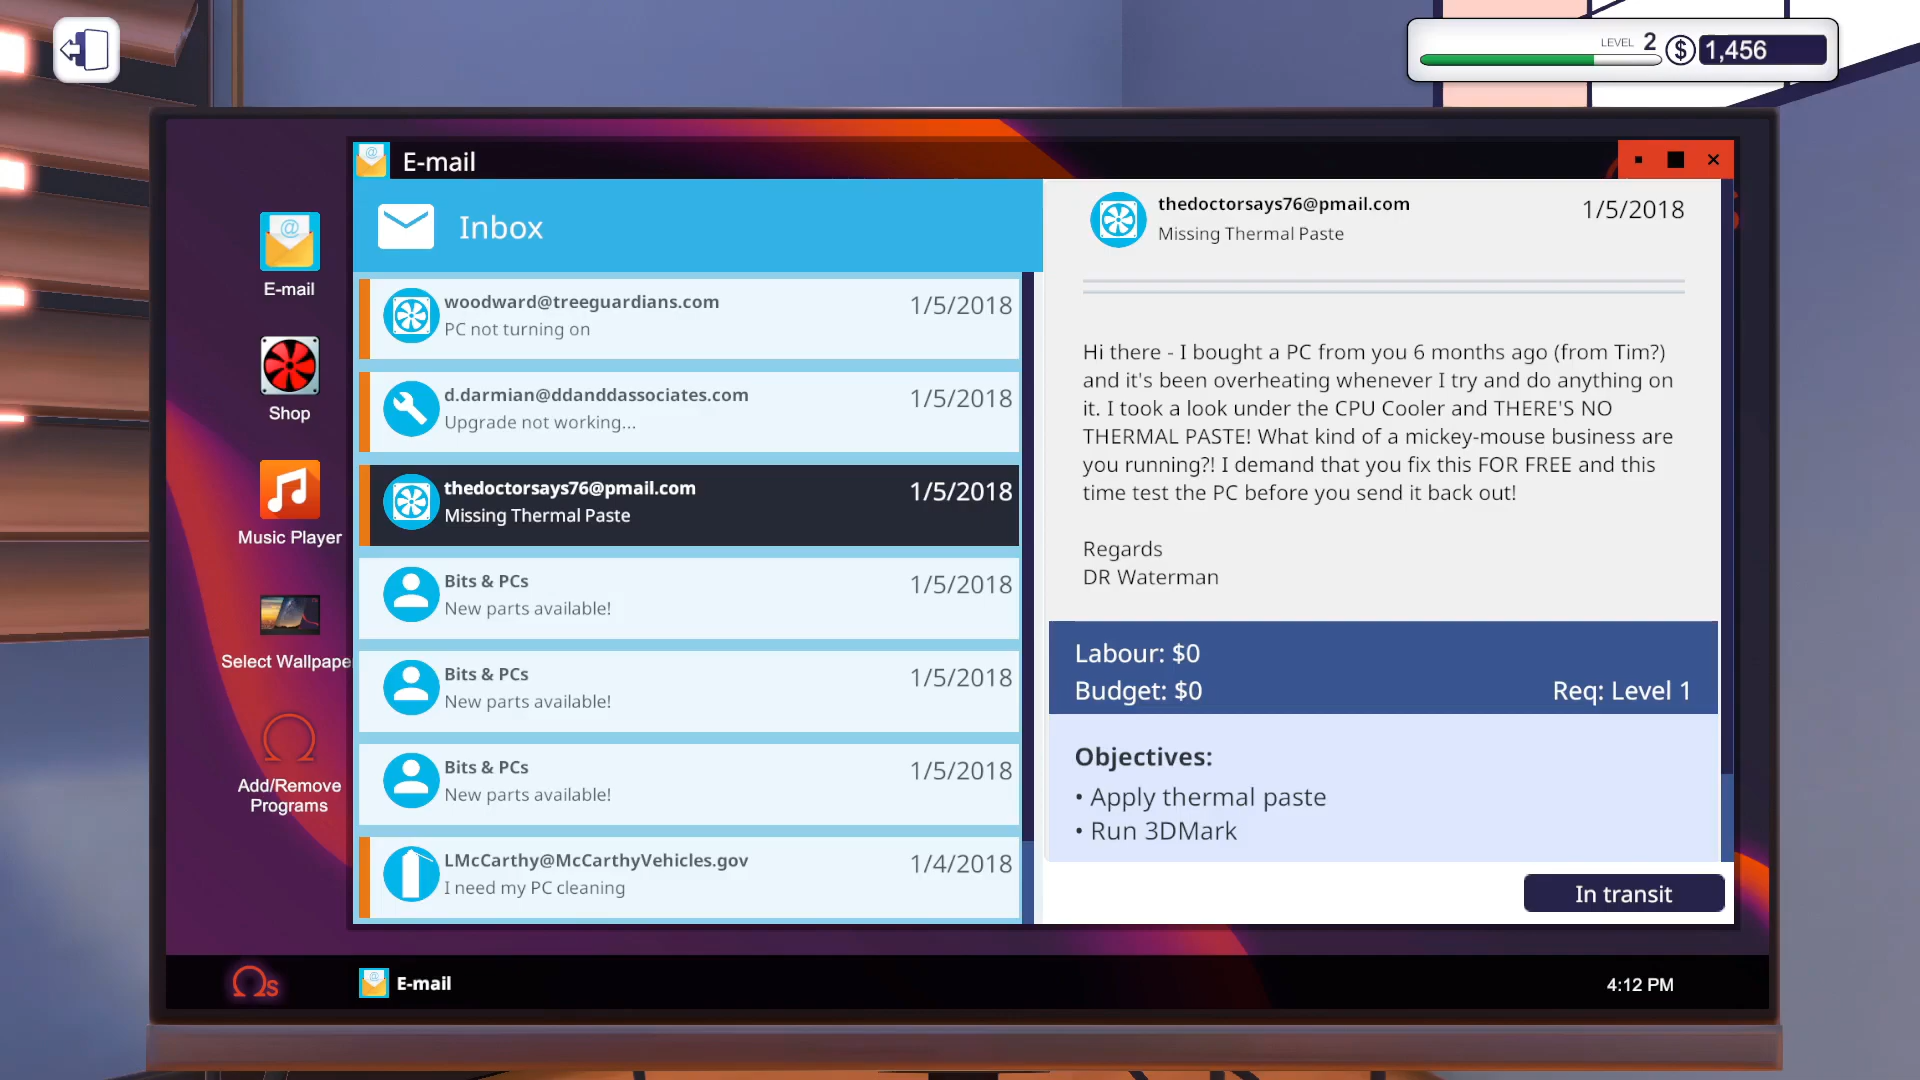 LEVEL 2
$ 1,456
E-mail
Inbox
woodward@treeguardians.com
1/5/2018
PC not turning on
d.darmian@ddanddassociates.com
1/5/2018
Upgrade not working...
thedoctorsays76@pmail.com
1/5/2018
Missing Thermal Paste
Bits & PCs
1/5/2018
New parts available!
Bits & PCs
1/5/2018
New parts available!
Bits & PCs
1/5/2018
New parts available!
LMcCarthy@McCarthyVehicles.gov
1/4/2018
I need my PC cleaning
thedoctorsays76@pmail.com
1/5/2018
Missing Thermal Paste
Hi there - I bought a PC from you 6 months ago (from Tim?)
and it's been overheating whenever I try and do anything on
it. I took a look under the CPU Cooler and THERE'S NO
THERMAL PASTE! What kind of a mickey-mouse business are
you running?! I demand that you fix this FOR FREE and this
time test the PC before you send it back out!
Regards
DR Waterman
Labour: $0
Budget: $0
Req: Level 1
Objectives:
• Apply thermal paste
• Run 3DMark
In transit
E-mail
Shop
Music Player
Select Wallpape
Add/Remove
Programs
Ωs
E-mail
4:12 PM